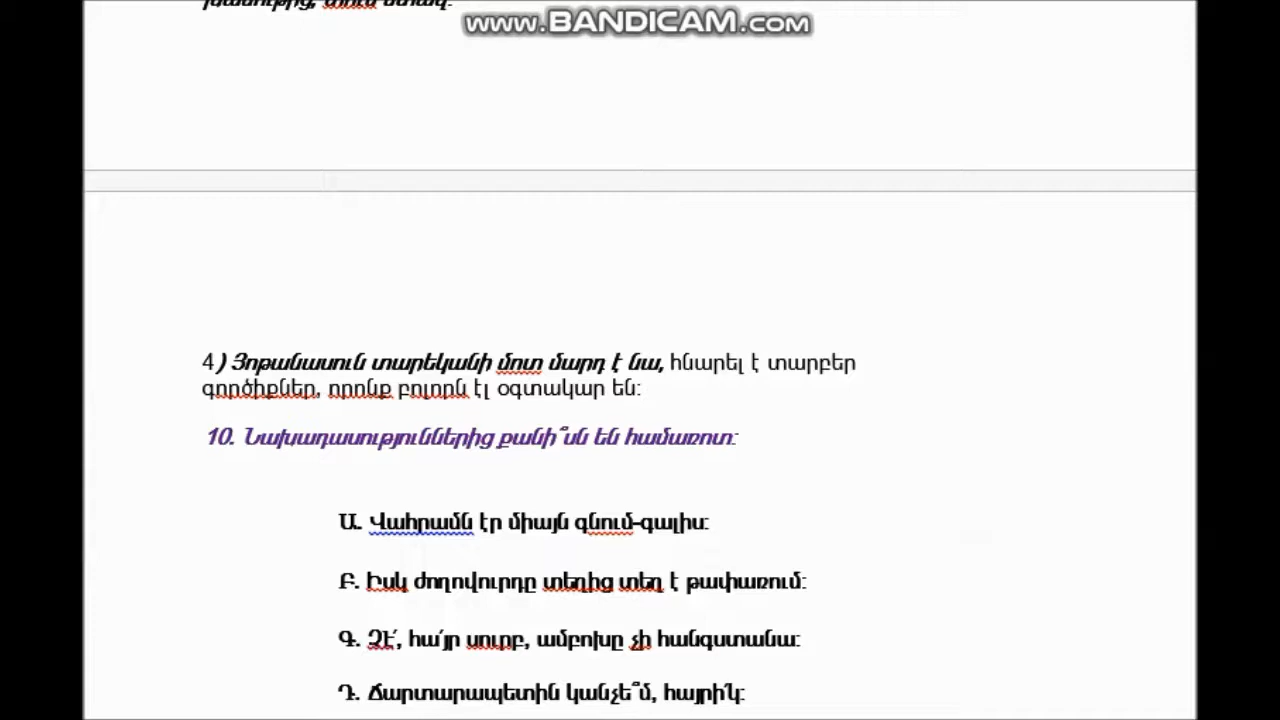 www.BANDICAM.com
4) Յոթանասուն տարեկանի մոտ մարդ է նա, հնարել է տարբեր
գործիքներ, որոնք բոլորն էլ օգտակար են:
10. Նախադասություններից քանի՞սն են համառոտ:
Ա. Վահրամն էր միայն գնում-գալիս:
Բ. Իսկ ժողովուրդը տեղից տեղ է թափառում:
Գ. Չէ՛, հա՛յր սուրբ, ամբոխը չի հանգստանա:
Դ. Ճարտարապետին կանչե՞մ, հայրի՛կ: